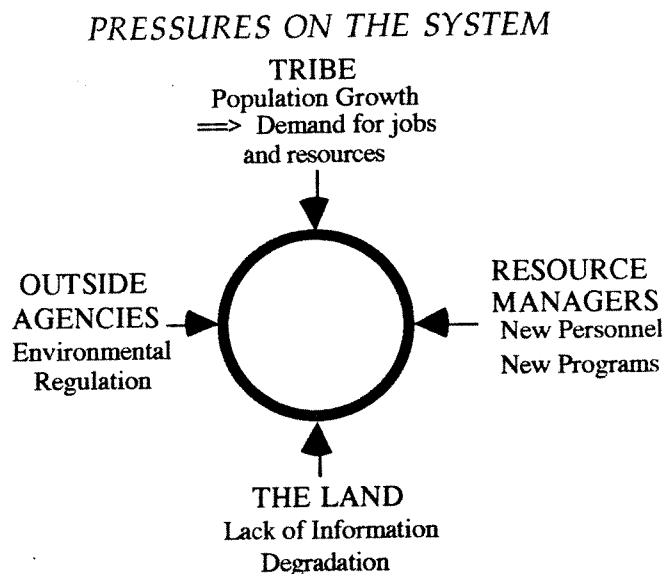 PRESSURES ON THE SYSTEM
TRIBE
Population Growth
==> Demand for jobs
and resources
OUTSIDE
AGENCIES
Environmental
Regulation
RESOURCE
MANAGERS
New Personnel
New Programs
THE LAND
Lack of Information
Degradation